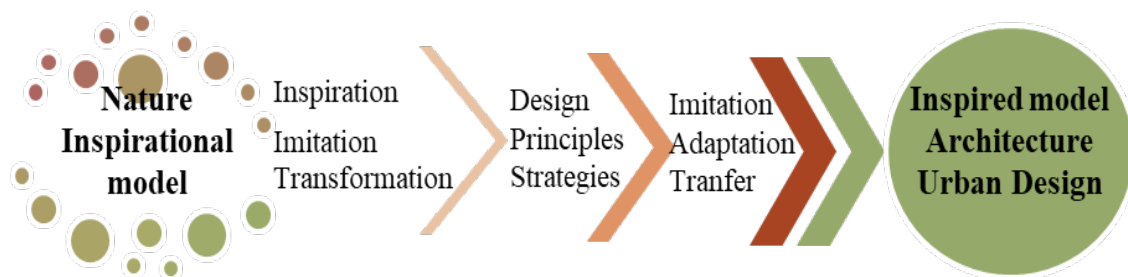 Nature
Inspirational
model
Inspiration
Imitation
Transformation
Design
Principles
Strategies
Imitation
Adaptation
Tranfer
Inspired model
Architecture
Urban Design